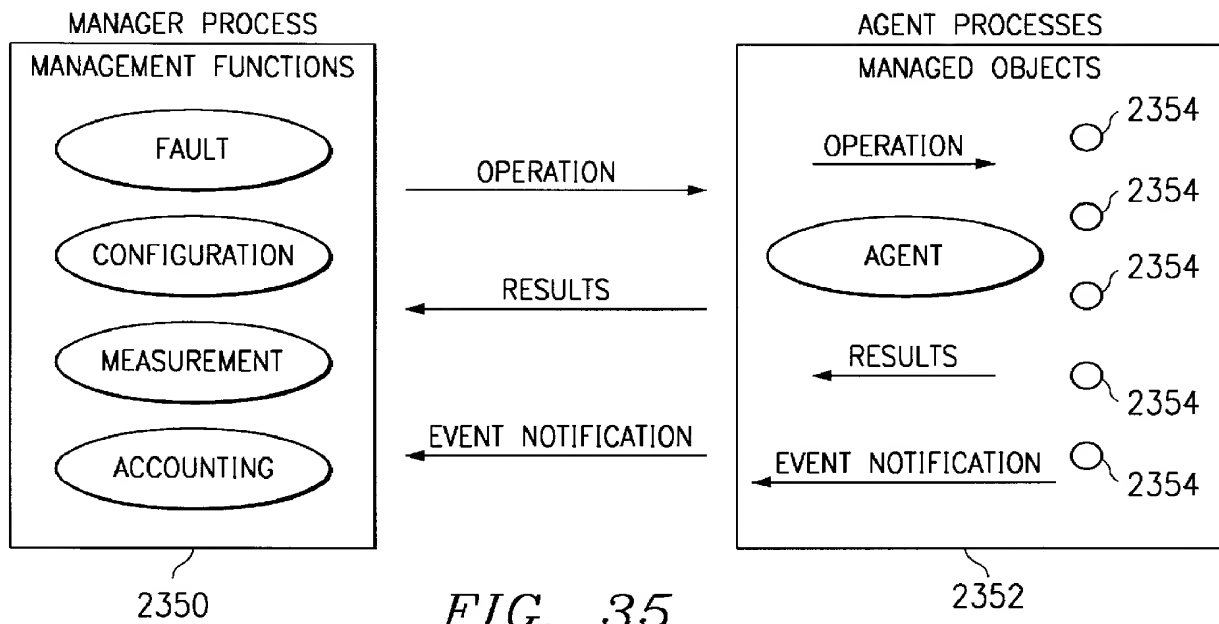 MANAGER PROCESS
MANAGEMENT FUNCTIONS
FAULT
CONFIGURATION
MEASUREMENT
ACCOUNTING
2350
OPERATION
RESULTS
EVENT NOTIFICATION
AGENT PROCESSES
MANAGED OBJECTS
OPERATION
AGENT
RESULTS
EVENT NOTIFICATION
2354
2354
2354
2354
2354
2352
FIG. 35